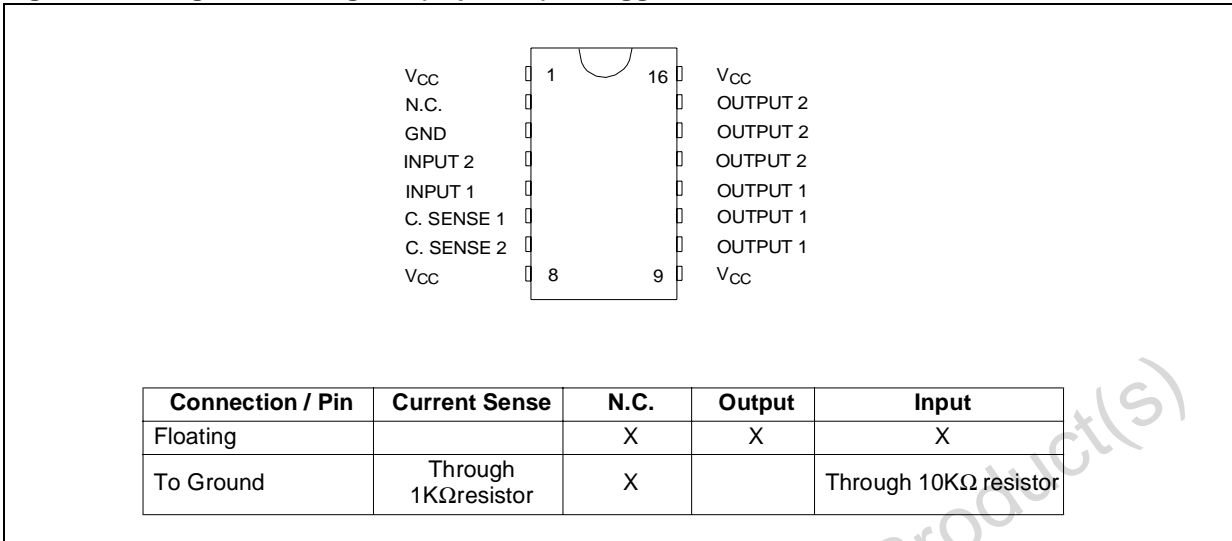 VCC 1 16 VCC
N.C. OUTPUT 2
GND OUTPUT 2
INPUT 2 OUTPUT 2
INPUT 1 OUTPUT 1
C. SENSE 1 OUTPUT 1
C. SENSE 2 OUTPUT 1
VCC 8 9 VCC
Connection / Pin Current Sense N.C. Output Input
Floating X X X
To Ground Through 1KΩresistor X Through 10KΩ resistor
roduct(s)